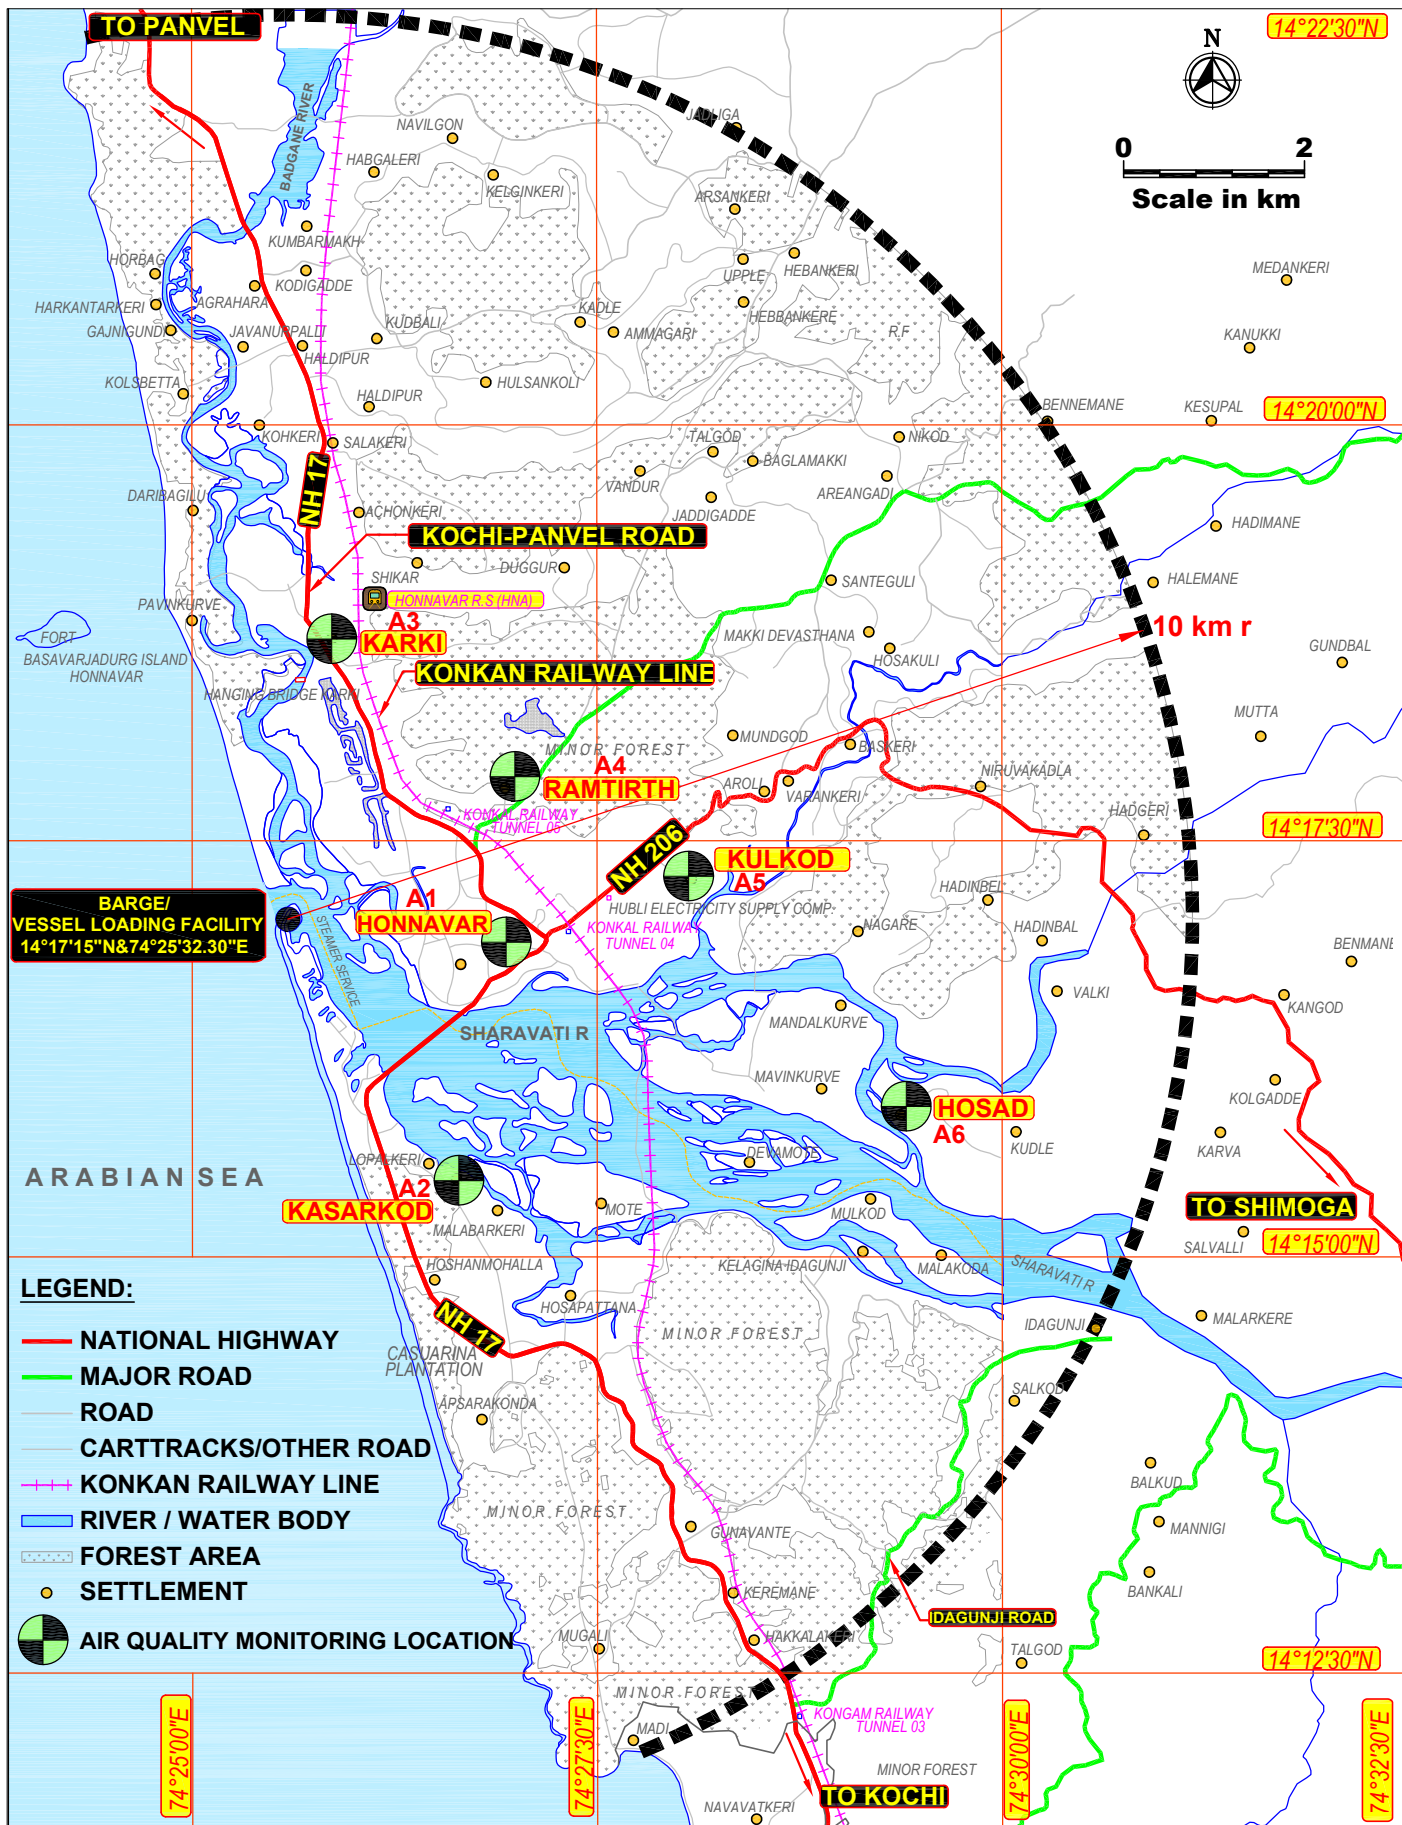 TO PANVEL
14°22'30"N
N
0 2
Scale in km
BADGANE RIVER
NAVILGON
JADLIGA
HABGALERI
KELGINKERI
ARSANKERI
KUMBARMAKH
UPPLE
HEBANKERI
HORBAG
KODIGADDE
MEDANKERI
HARKANTARKERI
AGRAHARA
HEBBANKERE
KADLE
GAJNIGUNDI
JAVANURPALLI
KUDBALI
AMMAGARI
R.F
KANUKKI
HALDIPUR
KOLSBETTA
HULSANKOLI
HALDIPUR
BENNEMANE
KESUPAL
14°20'00"N
KOHKERI
SALAKERI
TALGOD
NIKOD
BAGLAMAKKI
VANDUR
AREANGADI
DARIBAGILU
NH 17
ACHONKERI
JADDIGADDE
HADIMANE
KOCHI-PANVEL ROAD
SHIKAR
DUGGUR
SANTEGULI
HALEMANE
HONNAVAR R.S (HNA)
PAVINKURVE
A3
KARKI
MAKKI DEVASTHANA
10 km r
FORT
BASAVARJADURG ISLAND
HONNAVAR
HOSAKULI
GUNDBAL
HANGING BRIDGE KARKI
KONKAN RAILWAY LINE
MUTTA
MUNDGOD
BASKERI
MINOR FOREST
A4
RAMTIRTH
AROLI
VARANKERI
NIRUVAKADLA
KONKAL RAILWAY
TUNNEL 05
HADGERI
14°17'30"N
NH 206
KULKOD
A5
BARGE/
VESSEL LOADING FACILITY
14°17'15"N&74°25'32.30"E
A1
HONNAVAR
HADINBEL
HUBLI ELECTRICITY SUPPLY COMP.
STEAMER SERVICE
KONKAL RAILWAY
TUNNEL 04
NAGARE
HADINBAL
BENMANE
VALKI
KANGOD
SHARAVATI R
MANDALKURVE
MAVINKURVE
KOLGADDE
HOSAD
A6
KUDLE
KARVA
LOPALKERI
DEVAMOTE
ARABIAN SEA
A2
KASARKOD
MALABARKERI
MOTE
MULKOD
TO SHIMOGA
SALVALLI
14°15'00"N
HOSHANMOHALLA
KELAGINA IDAGUNJI
MALAKODA
SHARAVATI R
HOSAPATTANA
NH 17
MALARKERE
IDAGUNJI
MINOR FOREST
CASUARINA
PLANTATION
APSARAKONDA
SALKOD
BALKUD
MINOR FOREST
GUNAVANTE
MANNIGI
KEREMANE
BANKALI
IDAGUNJI ROAD
MUGALI
HAKKALAKERI
TALGOD
14°12'30"N
MINOR FOREST
KONGAM RAILWAY
TUNNEL 03
MADI
MINOR FOREST
TO KOCHI
NAVAVATKERI
LEGEND:
NATIONAL HIGHWAY
MAJOR ROAD
ROAD
CARTTRACKS/OTHER ROAD
KONKAN RAILWAY LINE
RIVER / WATER BODY
FOREST AREA
SETTLEMENT
AIR QUALITY MONITORING LOCATION
74°25'00"E
74°27'30"E
74°30'00"E
74°32'30"E